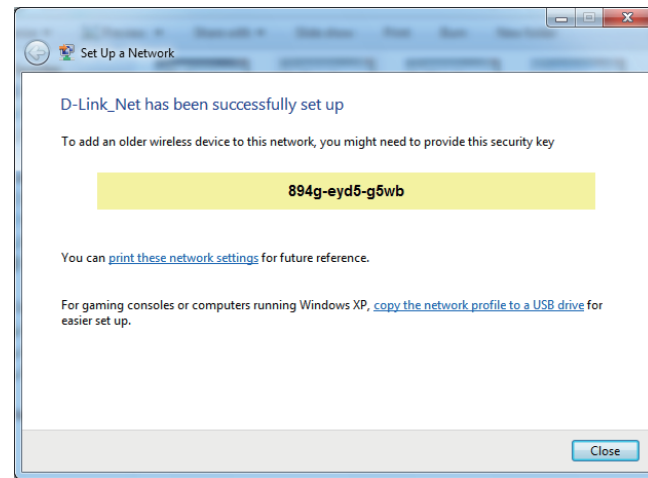 Set Up a Network
D-Link_Net has been successfully set up
To add an older wireless device to this network, you might need to provide this security key
894g-eyd5-g5wb
You can print these network settings for future reference.
For gaming consoles or computers running Windows XP, copy the network profile to a USB drive for
easier set up.
Close